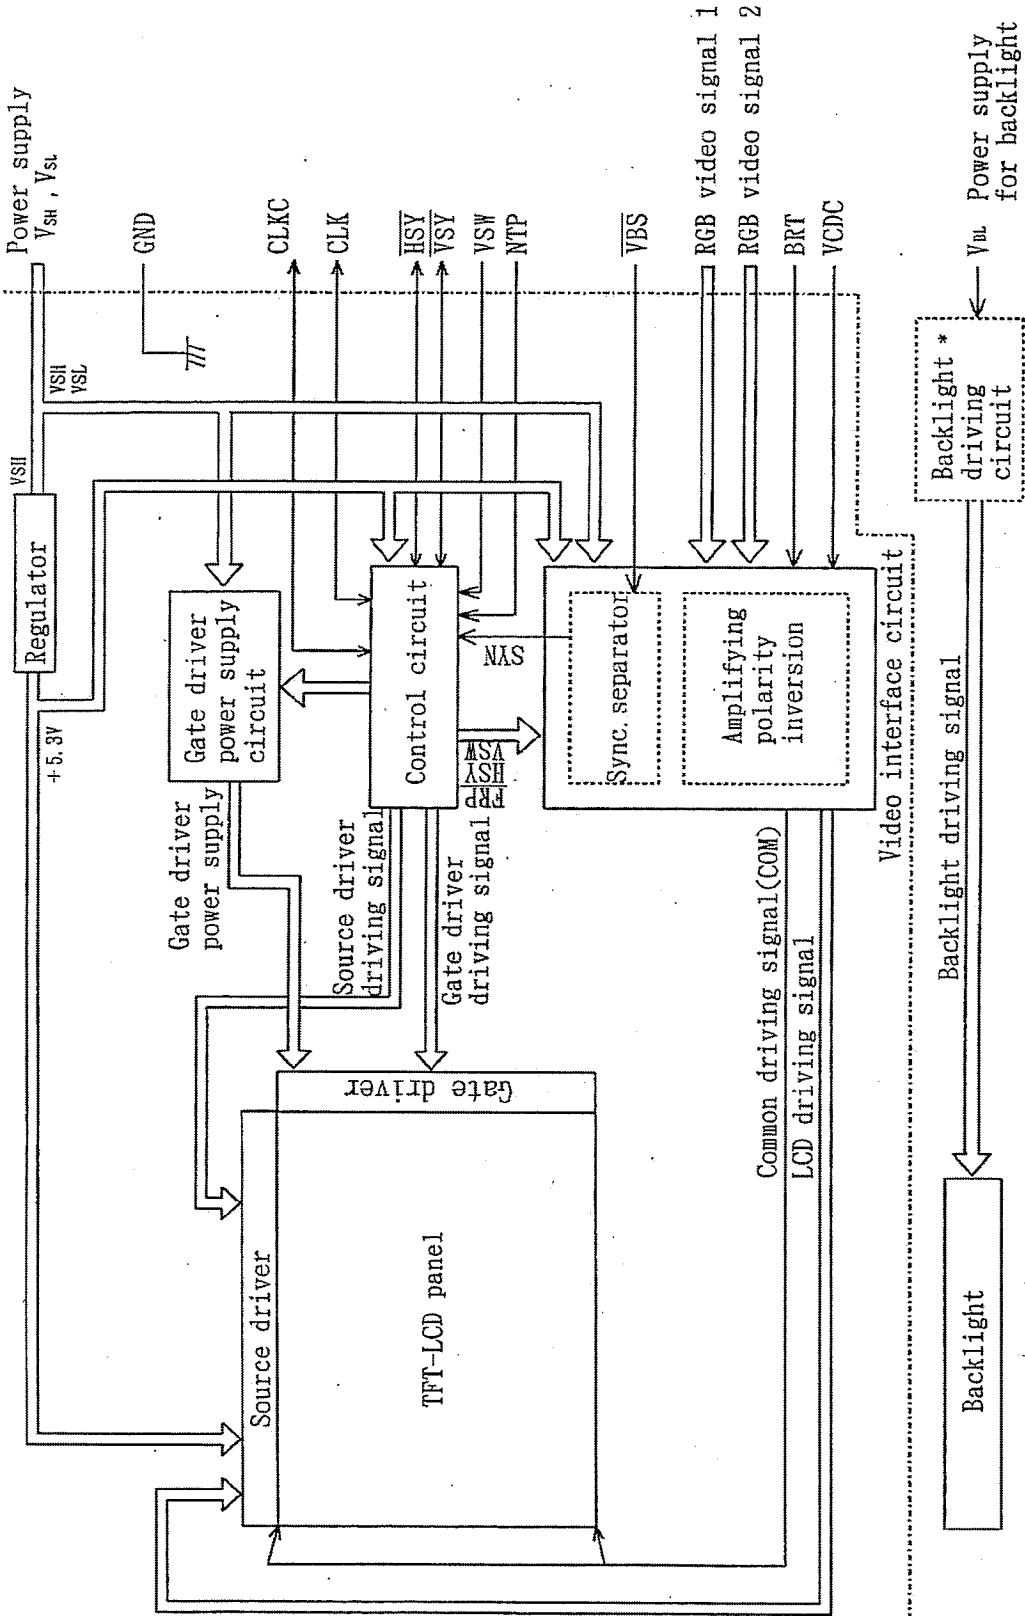 Power supply
VSH , VSL
GND
CLKC
CLK
HSY
VSY
VSW
NTP
VBS
RGB video signal 1
RGB video signal 2
BRT
VCDC
VBL
Power supply
for backlight
VSH
VSH
VSL
Regulator
+5.3V
Gate driver
power supply
circuit
Gate driver
power supply
Control circuit
SYN
FRP
HSY
VSW
Source driver
driving signal
Gate driver
driving signal
Sync. separator
Amplifying
polarity
inversion
Video interface circuit
Common driving signal(COM)
LCD driving signal
Gate driver
Source driver
TFT-LCD panel
Backlight *
driving
circuit
Backlight driving signal
Backlight